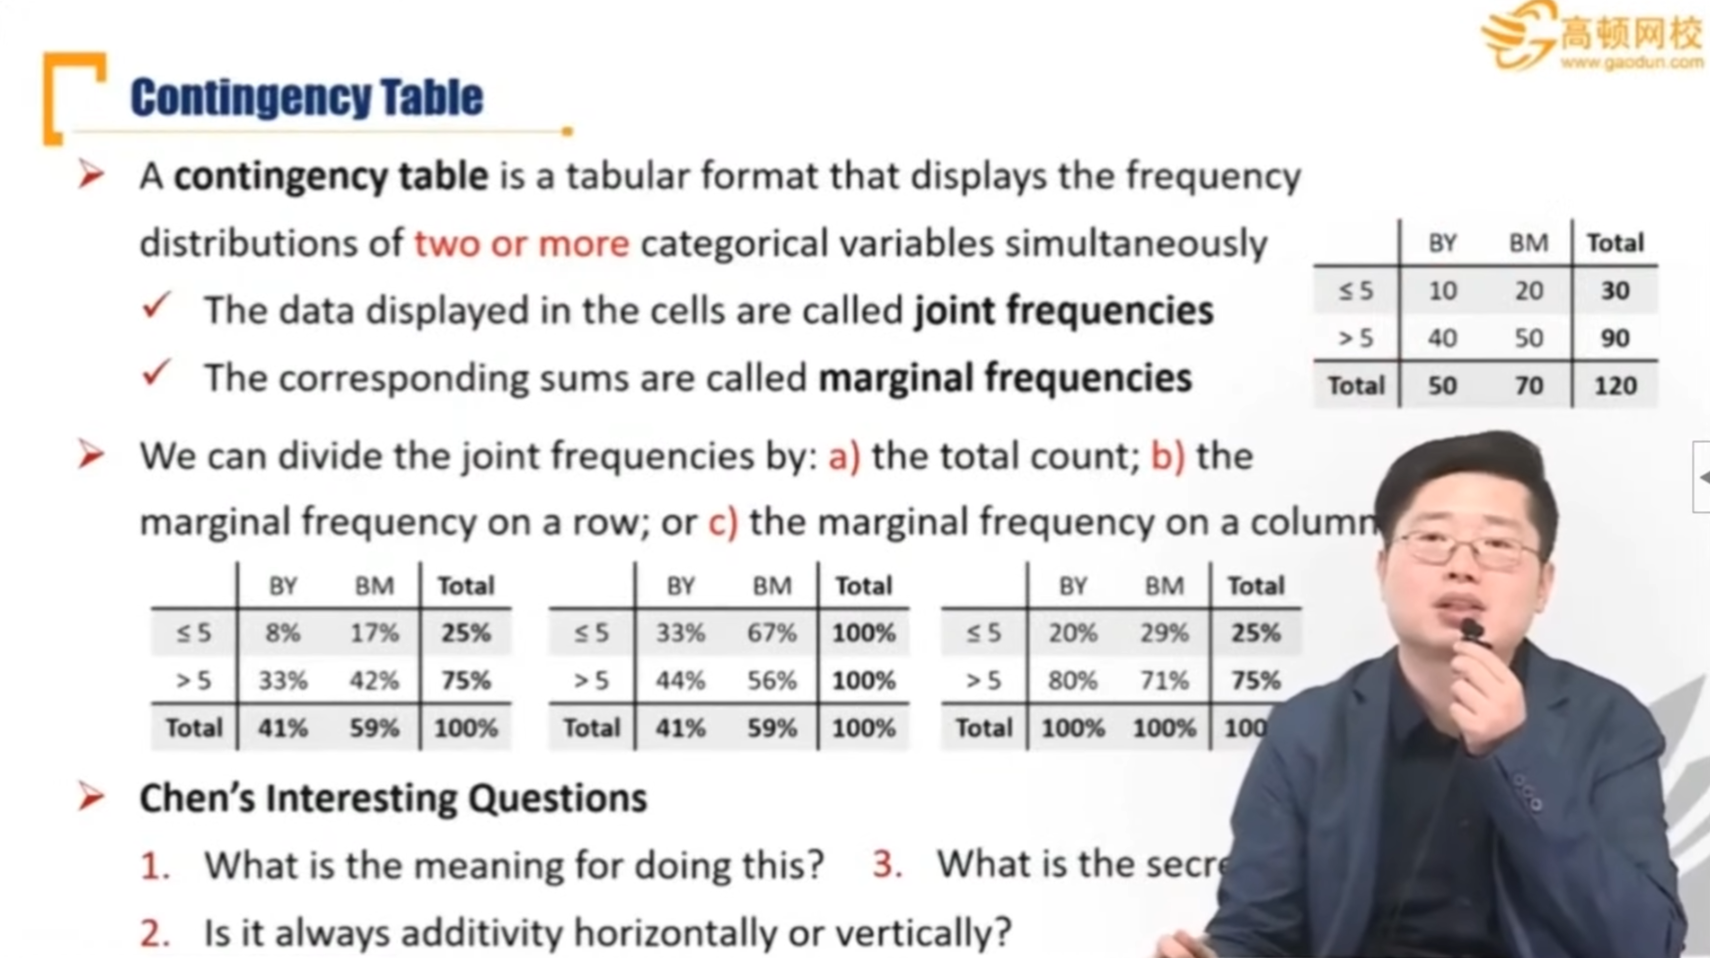 高顿网校
www.gaodun.com
Contingency Table
A contingency table is a tabular format that displays the frequency
distributions of two or more categorical variables simultaneously
✓ The data displayed in the cells are called joint frequencies
✓ The corresponding sums are called marginal frequencies
BY BM Total
≤ 5 10 20 30
> 5 40 50 90
Total 50 70 120
We can divide the joint frequencies by: a) the total count; b) the
marginal frequency on a row; or c) the marginal frequency on a column
BY BM Total
≤ 5 8% 17% 25%
> 5 33% 42% 75%
Total 41% 59% 100%
BY BM Total
≤ 5 33% 67% 100%
> 5 44% 56% 100%
Total 41% 59% 100%
BY BM Total
≤ 5 20% 29% 25%
> 5 80% 71% 75%
Total 100% 100% 100
Chen's Interesting Questions
1. What is the meaning for doing this? 3. What is the
2. Is it always additivity horizontally or vertically?